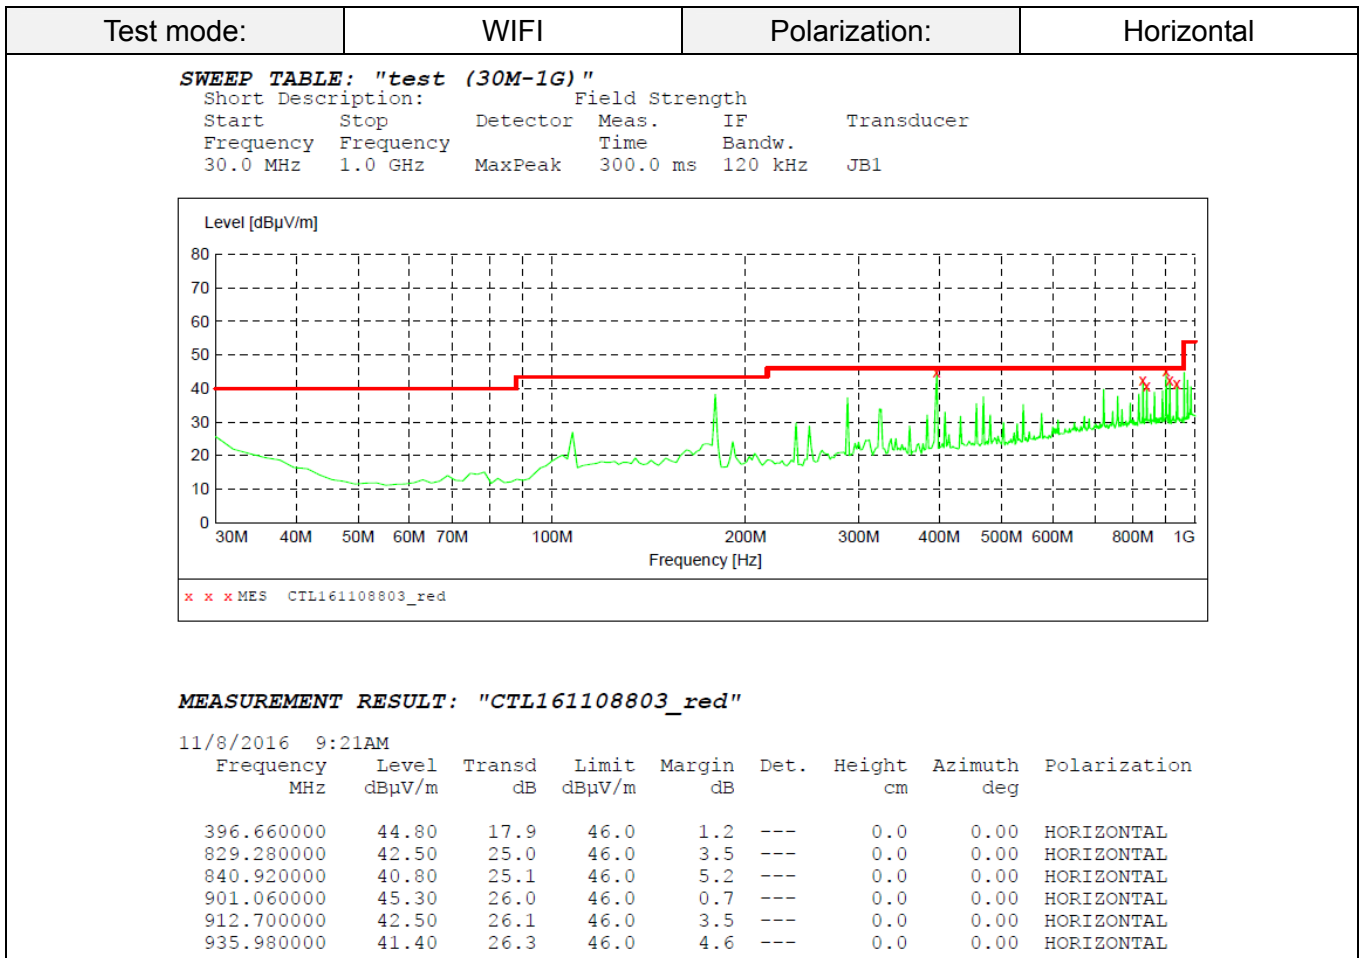 Test mode: WIFI Polarization: Horizontal
SWEEP TABLE: "test (30M-1G)"
Short Description: Field Strength
Start Stop Detector Meas. IF Transducer
Frequency Frequency Time Bandw.
30.0 MHz 1.0 GHz MaxPeak 300.0 ms 120 kHz JB1
Level [dBµV/m]
80
70
60
50
40
30
20
10
0
30M 40M 50M 60M 70M 100M 200M 300M 400M 500M 600M 800M 1G
Frequency [Hz]
x x x MES CTL161108803_red
MEASUREMENT RESULT: "CTL161108803_red"
11/8/2016 9:21AM
Frequency Level Transd Limit Margin Det. Height Azimuth Polarization
MHz dBµV/m dB dBµV/m dB cm deg
396.660000 44.80 17.9 46.0 1.2 --- 0.0 0.00 HORIZONTAL
829.280000 42.50 25.0 46.0 3.5 --- 0.0 0.00 HORIZONTAL
840.920000 40.80 25.1 46.0 5.2 --- 0.0 0.00 HORIZONTAL
901.060000 45.30 26.0 46.0 0.7 --- 0.0 0.00 HORIZONTAL
912.700000 42.50 26.1 46.0 3.5 --- 0.0 0.00 HORIZONTAL
935.980000 41.40 26.3 46.0 4.6 --- 0.0 0.00 HORIZONTAL